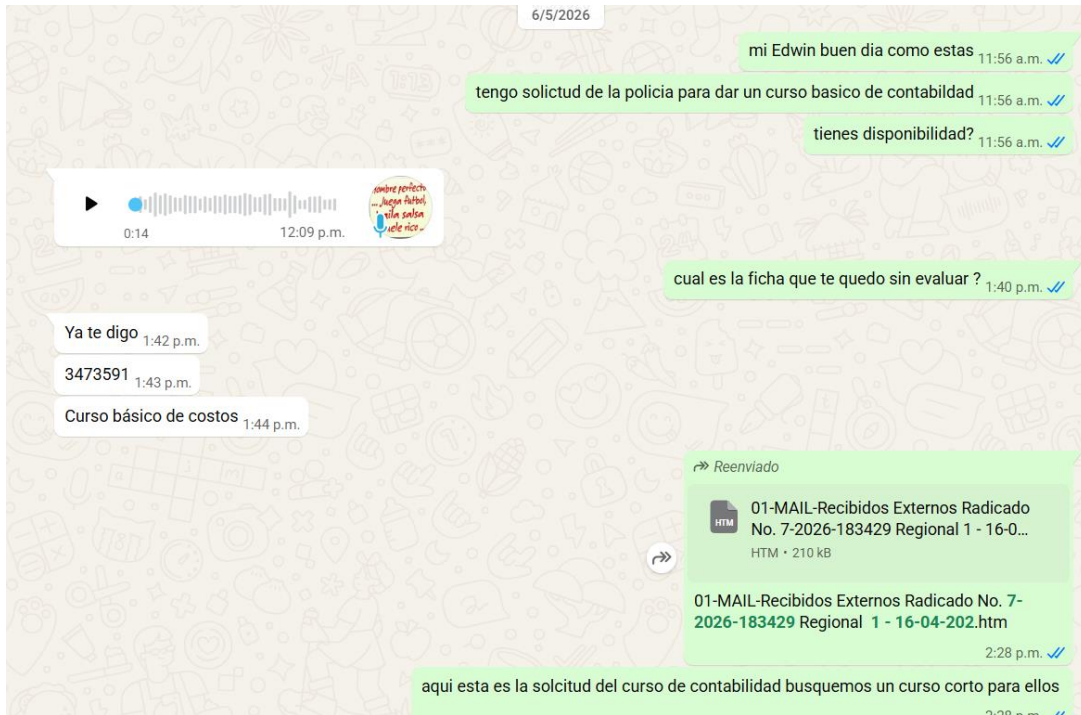 6/5/2026
mi Edwin buen dia como estas 11:56 a.m.
tengo solictud de la policia para dar un curso basico de contabildad 11:56 a.m.
tienes disponibilidad? 11:56 a.m.
... Juega futbol,
0:14 12:09 p.m.
cual es la ficha que te quedo sin evaluar ? 1:40 p.m.
Ya te digo 1:42 p.m.
3473591 1:43 p.m.
Curso básico de costos 1:44 p.m.
Reenviado
HTM
01-MAIL-Recibidos Externos Radicado
No. 7-2026-183429 Regional 1 - 16-0...
HTM • 210 kB
01-MAIL-Recibidos Externos Radicado No. 7-
2026-183429 Regional 1 - 16-04-202.htm
2:28 p.m.
aqui esta es la solcitud del curso de contabilidad busquemos un curso corto para ellos